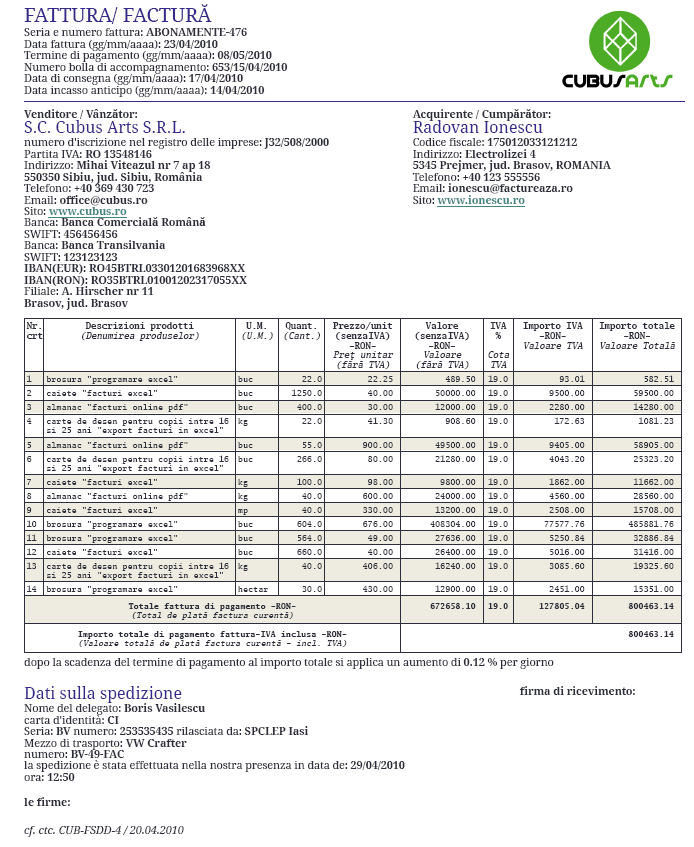 FATTURA/ FACTURĂ
Seria e numero fattura: ABONAMENTE-476
Data fattura (gg/mm/aaaa): 23/04/2010
Termine di pagamento (gg/mm/aaaa): 08/05/2010
Numero bolla di accompagnamento: 653/15/04/2010
Data di consegna (gg/mm/aaaa): 17/04/2010
Data incasso anticipo (gg/mm/aaaa): 14/04/2010
CUBUSArts
Venditore / Vânzător:
S.C. Cubus Arts S.R.L.
numero d'iscrizione nel registro delle imprese: J32/508/2000
Partita IVA: RO 13548146
Indirizzo: Mihai Viteazul nr 7 ap 18
550350 Sibiu, jud. Sibiu, România
Telefono: +40 369 430 723
Email: office@cubus.ro
Sito: www.cubus.ro
Banca: Banca Comercială Română
SWIFT: 456456456
Banca: Banca Transilvania
SWIFT: 123123123
IBAN(EUR): RO45BTRL03301201683968XX
IBAN(RON): RO35BTRL01001202317055XX
Filiale: A. Hirscher nr 11
Brasov, jud. Brasov
Acquirente / Cumpărător:
Radovan Ionescu
Codice fiscale: 175012033121212
Indirizzo: Electrolizei 4
5345 Prejmer, jud. Brasov, ROMANIA
Telefono: +40 123 555556
Email: ionescu@factureaza.ro
Sito: www.ionescu.ro
Nr. crt Descrizioni prodotti (Denumirea produselor) U.M. (U.M.) Quant. (Cant.) Prezzo/unit (senzaIVA) -RON- Preţ unitar (fără TVA) Valore (senzaIVA) -RON- Valoare (fără TVA) IVA % Cota TVA Importo IVA -RON- Valoare TVA Importo totale -RON- Valoare Totală
1 brosura "programare excel" buc 22.0 22.25 489.50 19.0 93.01 582.51
2 caiete "facturi excel" buc 1250.0 40.00 50000.00 19.0 9500.00 59500.00
3 almanac "facturi online pdf" buc 400.0 30.00 12000.00 19.0 2280.00 14280.00
4 carte de desen pentru copii intre 16 si 25 ani "export facturi in excel" kg 22.0 41.30 908.60 19.0 172.63 1081.23
5 almanac "facturi online pdf" buc 55.0 900.00 49500.00 19.0 9405.00 58905.00
6 carte de desen pentru copii intre 16 si 25 ani "export facturi in excel" buc 266.0 80.00 21280.00 19.0 4043.20 25323.20
7 caiete "facturi excel" kg 100.0 98.00 9800.00 19.0 1862.00 11662.00
8 almanac "facturi online pdf" kg 40.0 600.00 24000.00 19.0 4560.00 28560.00
9 caiete "facturi excel" mp 40.0 330.00 13200.00 19.0 2508.00 15708.00
10 brosura "programare excel" buc 604.0 676.00 408304.00 19.0 77577.76 485881.76
11 brosura "programare excel" buc 564.0 49.00 27636.00 19.0 5250.84 32886.84
12 caiete "facturi excel" buc 660.0 40.00 26400.00 19.0 5016.00 31416.00
13 carte de desen pentru copii intre 16 si 25 ani "export facturi in excel" kg 40.0 406.00 16240.00 19.0 3085.60 19325.60
14 brosura "programare excel" hectar 30.0 430.00 12900.00 19.0 2451.00 15351.00
Totale fattura di pagamento -RON- 672658.10 19.0 127805.04 800463.14
(Total de plată factura curentă)
Importo totale di pagamento fattura-IVA inclusa -RON- 800463.14
(Valoare totală de plată factura curentă - incl. TVA)
dopo la scadenza del termine di pagamento al importo totale si applica un aumento di 0.12 % per giorno
Dati sulla spedizione
Nome del delegato: Boris Vasilescu
carta d'identità: CI
Seria: BV numero: 253535435 rilasciata da: SPCLEP Iasi
Mezzo di trasporto: VW Crafter
numero: BV-49-FAC
la spedizione è stata effettuata nella nostra presenza in data de: 29/04/2010
ora: 12:50
firma di ricevimento:
le firme:
cf. ctc. CUB-FSDD-4 / 20.04.2010